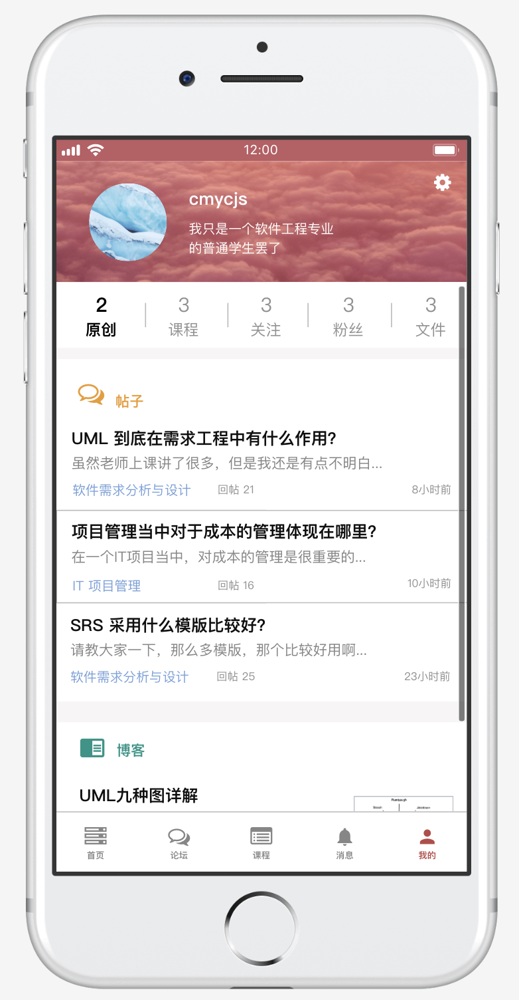 12:00
cmycjs
我只是一个软件工程专业
的普通学生罢了
2 3 3 3 3
原创 课程 关注 粉丝 文件
帖子
UML 到底在需求工程中有什么作用？
虽然老师上课讲了很多，但是我还是有点不明白...
软件需求分析与设计 回帖 21 8小时前
项目管理当中对于成本的管理体现在哪里？
在一个IT项目当中，对成本的管理是很重要的...
IT 项目管理 回帖 16 10小时前
SRS 采用什么模版比较好？
请教大家一下，那么多模版，那个比较好用啊...
软件需求分析与设计 回帖 25 23小时前
博客
UML九种图详解
Rumbaugh
Booch Jacobson
首页 论坛 课程 消息 我的